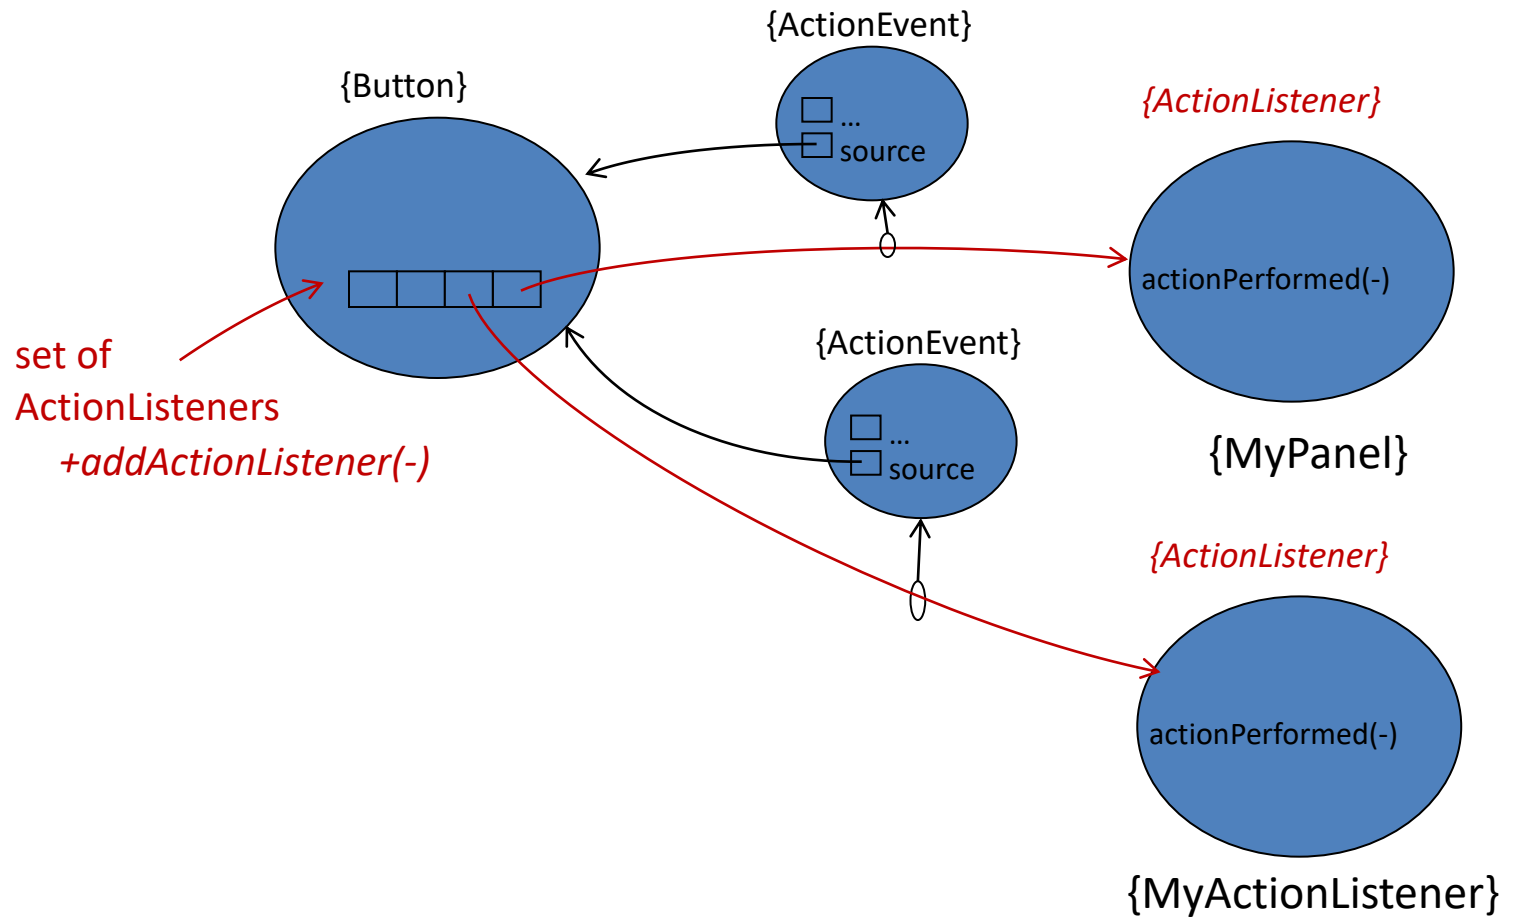 {ActionEvent}
{Button}
{ActionListener}
...
source
actionPerformed(-)
set of
ActionListeners
+addActionListener(-)
{ActionEvent}
...
source
{MyPanel}
{ActionListener}
actionPerformed(-)
{MyActionListener}